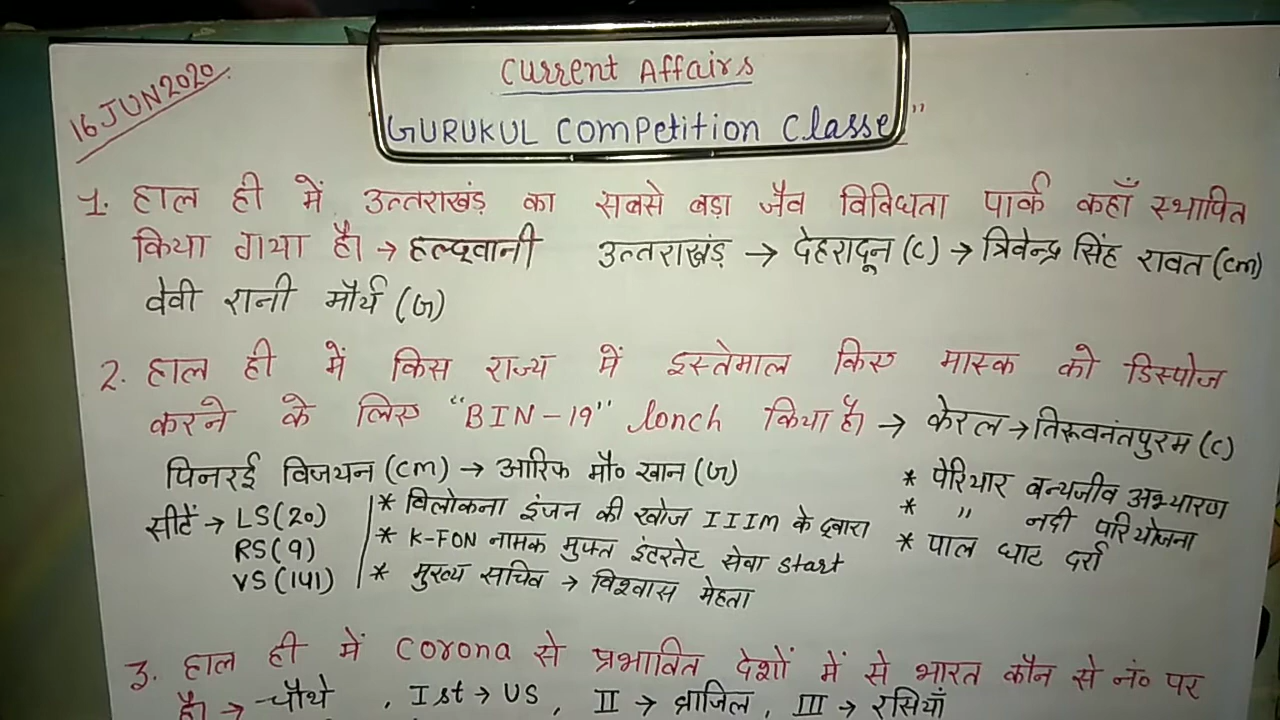 16 JUN 2020
Current Affairs
"GURUKUL Competition Classe"
1. हाल ही में उत्तराखंड़ का सबसे बड़ा जैव विविधता पार्क कहाँ स्थापित
किया गया है। → हल्द्वानी उत्तराखंड़ → देहरादून (C) → त्रिवेन्द्र सिंह रावत (cm)
वेवी रानी मौर्य (G)
2. हाल ही में किस राज्य में इस्तेमाल किए मास्क को डिस्पोज
करने के लिए "BIN-19" lonch किया है। → केरल → तिरूवनंतपुरम (C)
पिनरई विजयन (cm) → आरिफ मौ० खान (G)
* पेरियार वन्यजीव अभ्यारण
सीटें → LS(20) * विलोकना इंजन की खोज IIIM के द्वारा * " नदी परियोजना
RS(9) * K-FON नामक मुफ्त इंटरनेट सेवा start * पाल घाट दर्रा
VS(141) * मुख्य सचिव → विश्वास मेहता
3. हाल ही में Corona से प्रभावित देशों में से भारत कौन से नं० पर
है। → चौथे , Ist → US , II → ब्राजिल , III → रसियाँ